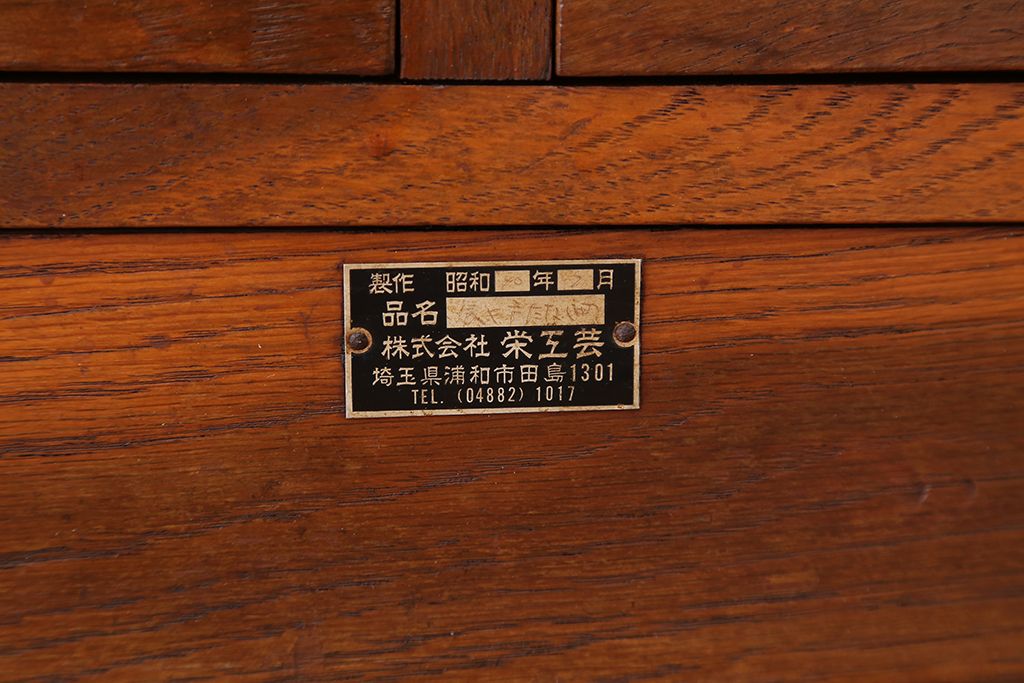 製作 昭和 年 月
品名
株式会社 栄工芸
埼玉県浦和市田島1301
TEL. (04882) 1017